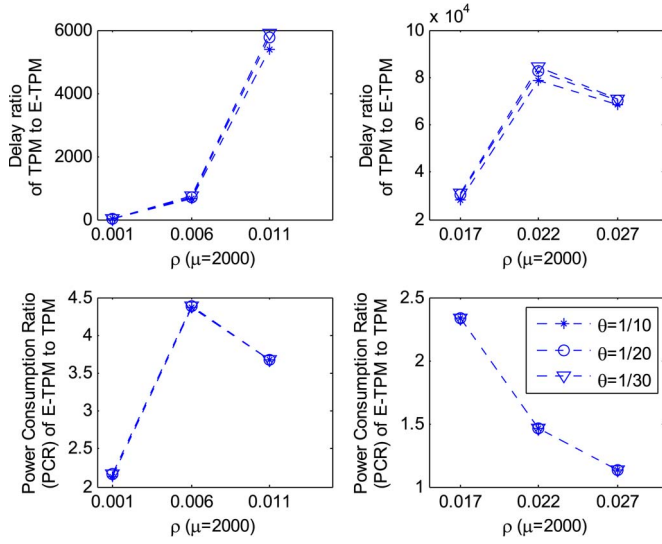 6000
4000
2000
0
Delay ratio
of TPM to E-TPM
0.001 0.006 0.011
ρ (μ=2000)
x 10⁴
10
8
6
4
2
Delay ratio
of TPM to E-TPM
0.017 0.022 0.027
ρ (μ=2000)
4.5
4
3.5
3
2.5
2
Power Consumption Ratio
(PCR) of E-TPM to TPM
0.001 0.006 0.011
ρ (μ=2000)
2.5
2
1.5
1
Power Consumption Ratio
(PCR) of E-TPM to TPM
0.017 0.022 0.027
ρ (μ=2000)
θ=1/10
θ=1/20
θ=1/30